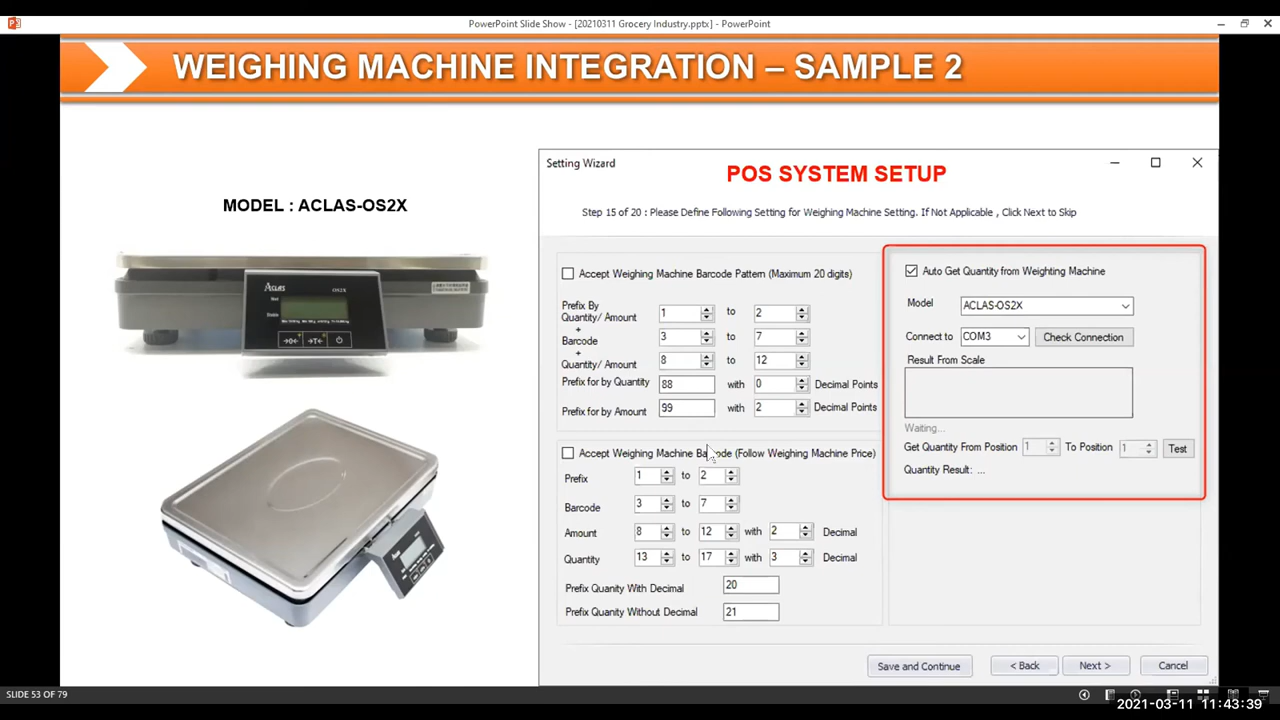 PowerPoint Slide Show - [20210311 Grocery Industry.pptx] - PowerPoint
WEIGHING MACHINE INTEGRATION – SAMPLE 2
MODEL : ACLAS-OS2X
ACLAS
OS2X
Setting Wizard
POS SYSTEM SETUP
Step 15 of 20 : Please Define Following Setting for Weighing Machine Setting. If Not Applicable , Click Next to Skip
Accept Weighing Machine Barcode Pattern (Maximum 20 digits)
Prefix By
Quantity/ Amount 1 to 2
+
Barcode 3 to 7
+
Quantity/ Amount 8 to 12
Prefix for by Quantity 88 with 0 Decimal Points
Prefix for by Amount 99 with 2 Decimal Points
Accept Weighing Machine Barcode (Follow Weighing Machine Price)
Prefix 1 to 2
Barcode 3 to 7
Amount 8 to 12 with 2 Decimal
Quantity 13 to 17 with 3 Decimal
Prefix Quanity With Decimal 20
Prefix Quanity Without Decimal 21
Auto Get Quantity from Weighting Machine
Model ACLAS-OS2X
Connect to COM3 Check Connection
Result From Scale
Waiting...
Get Quantity From Position 1 To Position 1 Test
Quantity Result: ...
Save and Continue < Back Next > Cancel
SLIDE 53 OF 79
2021-03-11 11:43:39